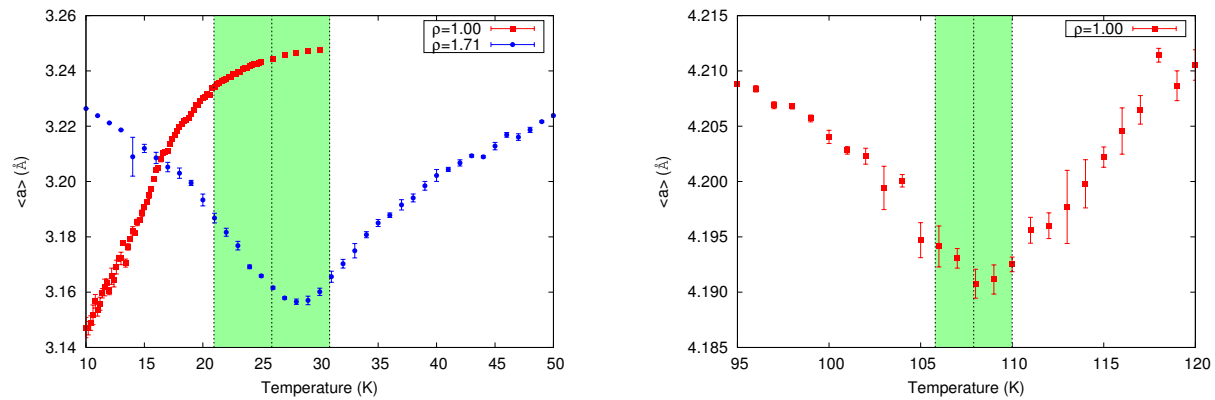 3.26
3.24
3.22
3.20
3.18
3.16
3.14
<a> (Å)
10 15 20 25 30 35 40 45 50
Temperature (K)
ρ=1.00
ρ=1.71
4.215
4.210
4.205
4.200
4.195
4.190
4.185
<a> (Å)
95 100 105 110 115 120
Temperature (K)
ρ=1.00